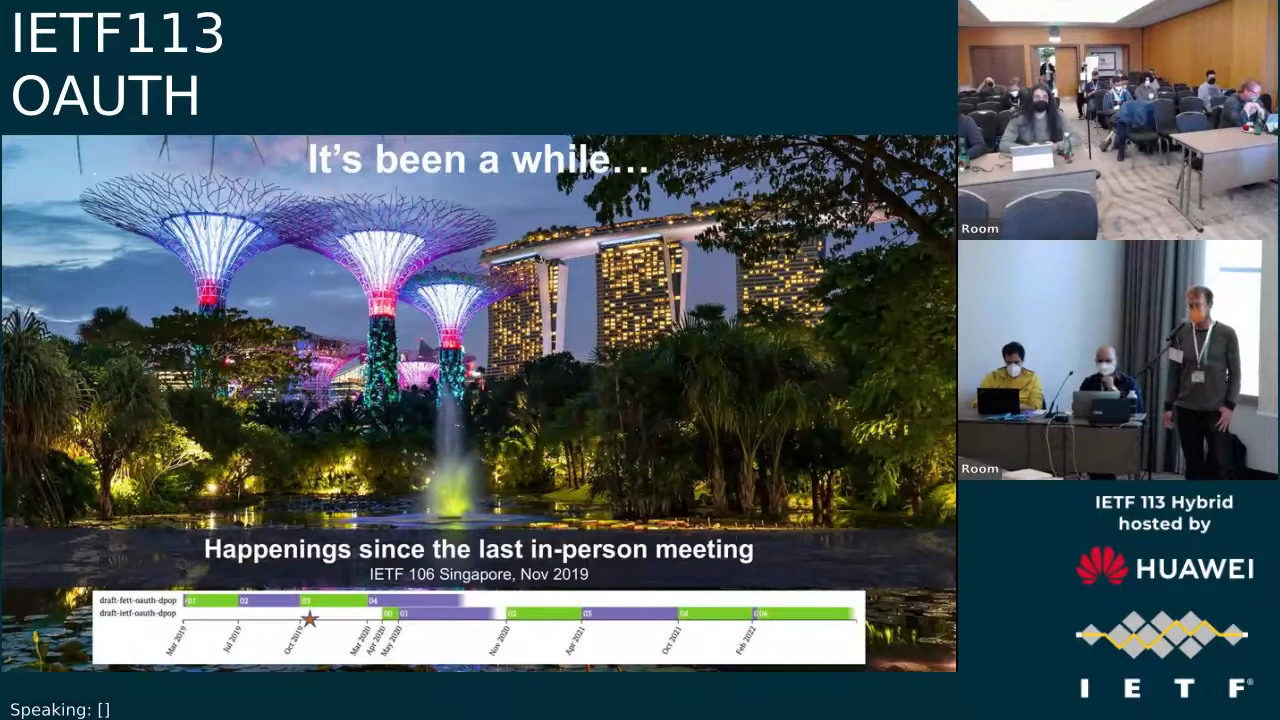 IETF113
OAUTH
It's been a while...
Happenings since the last in-person meeting
IETF 106 Singapore, Nov 2019
draft-fett-oauth-dpop
01
02
03
04
draft-ietf-oauth-dpop
00
01
02
03
04
06
Mar 2019
Jul 2019
Oct 2019
Mar 2020
Apr 2020
May 2020
Nov 2020
Apr 2021
Oct 2021
Feb 2022
Room
Room
IETF 113 Hybrid
hosted by
HUAWEI
I E T F®
Speaking: []